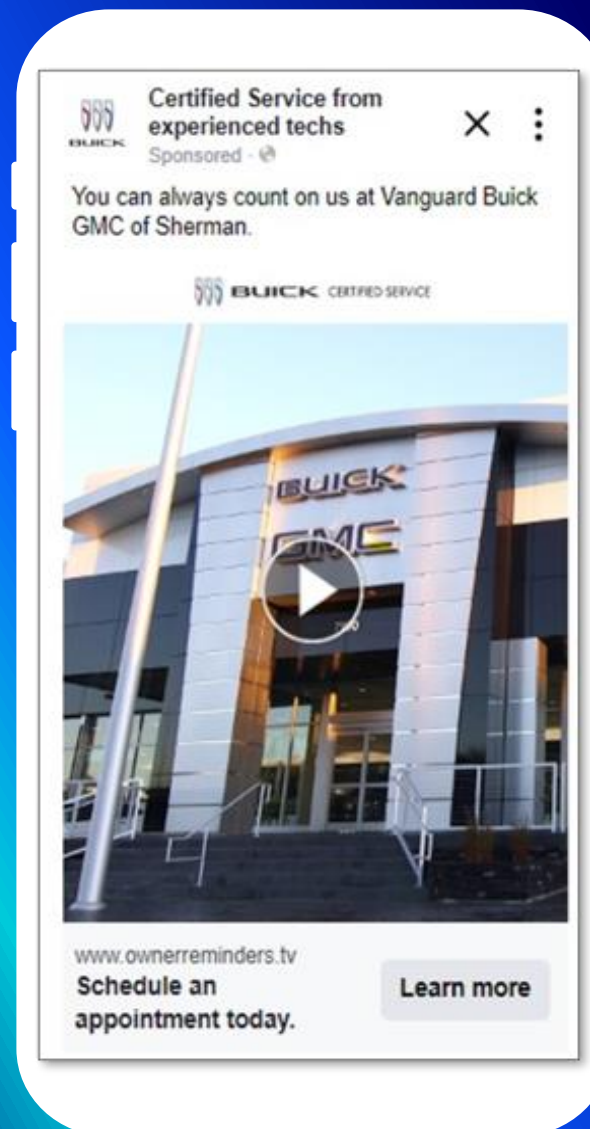 Certified Service from
experienced techs
BUICK
Sponsored ·
You can always count on us at Vanguard Buick
GMC of Sherman.
BUICK CERTIFIED SERVICE
BUICK
GMC
www.ownerreminders.tv
Schedule an
appointment today.
Learn more